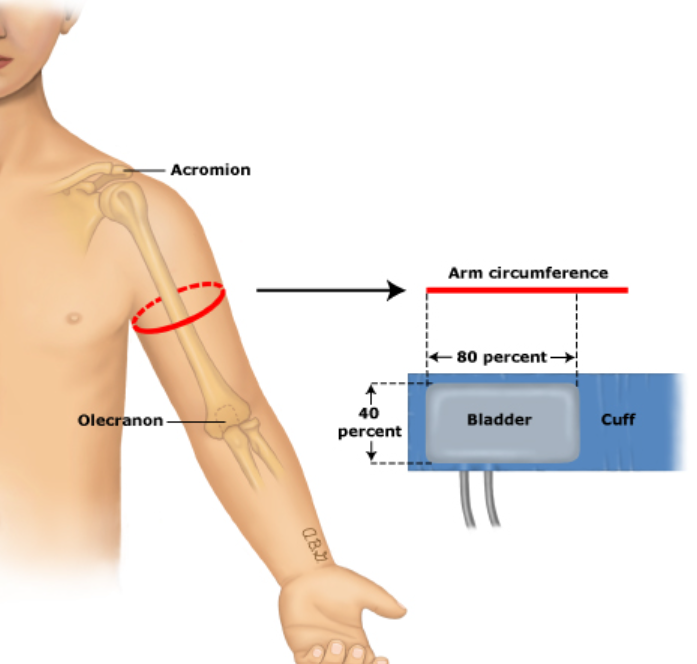 Acromion
Arm circumference
80 percent
40
percent
Bladder
Cuff
Olecranon